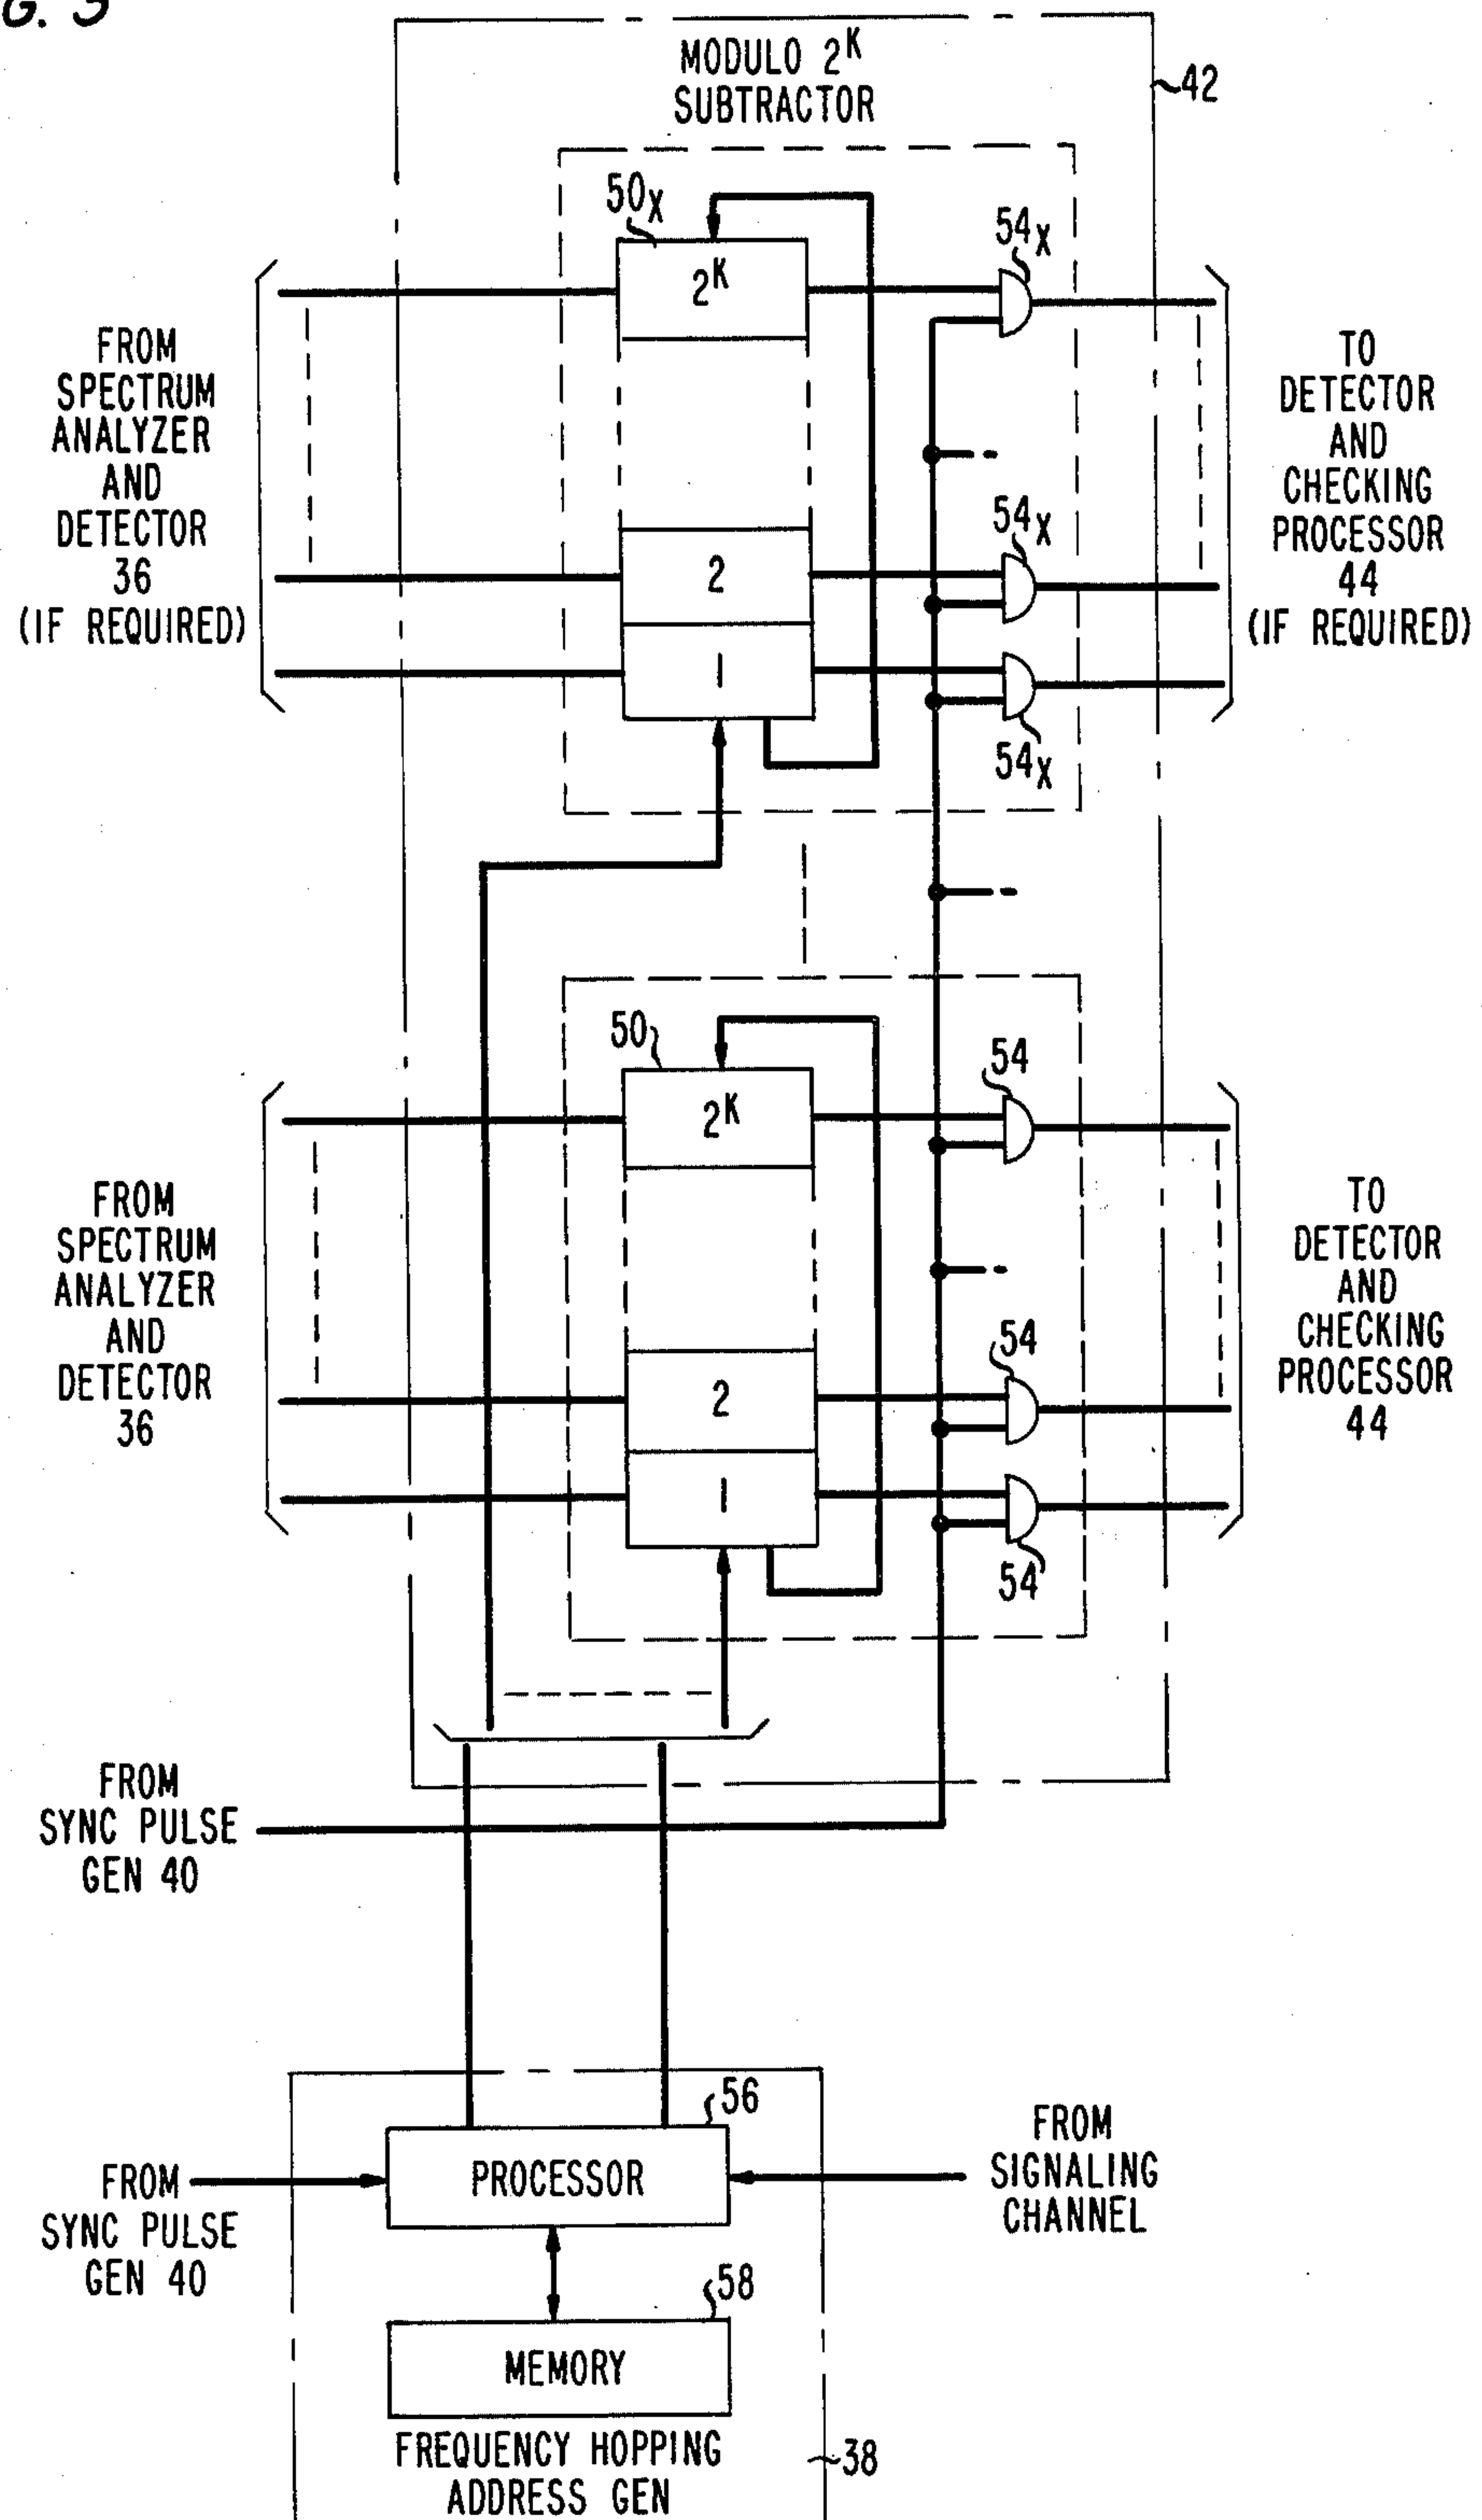 G. 3
MODULO 2^K
SUBTRACTOR
42
50X
54X
2^K
FROM
SPECTRUM
ANALYZER
AND
DETECTOR
36
(IF REQUIRED)
TO
DETECTOR
AND
CHECKING
PROCESSOR
44
(IF REQUIRED)
54X
2
1
54X
50
54
2^K
FROM
SPECTRUM
ANALYZER
AND
DETECTOR
36
TO
DETECTOR
AND
CHECKING
PROCESSOR
44
54
2
1
54
FROM
SYNC PULSE
GEN 40
56
PROCESSOR
FROM
SYNC PULSE
GEN 40
FROM
SIGNALING
CHANNEL
58
MEMORY
FREQUENCY HOPPING
ADDRESS GEN
38